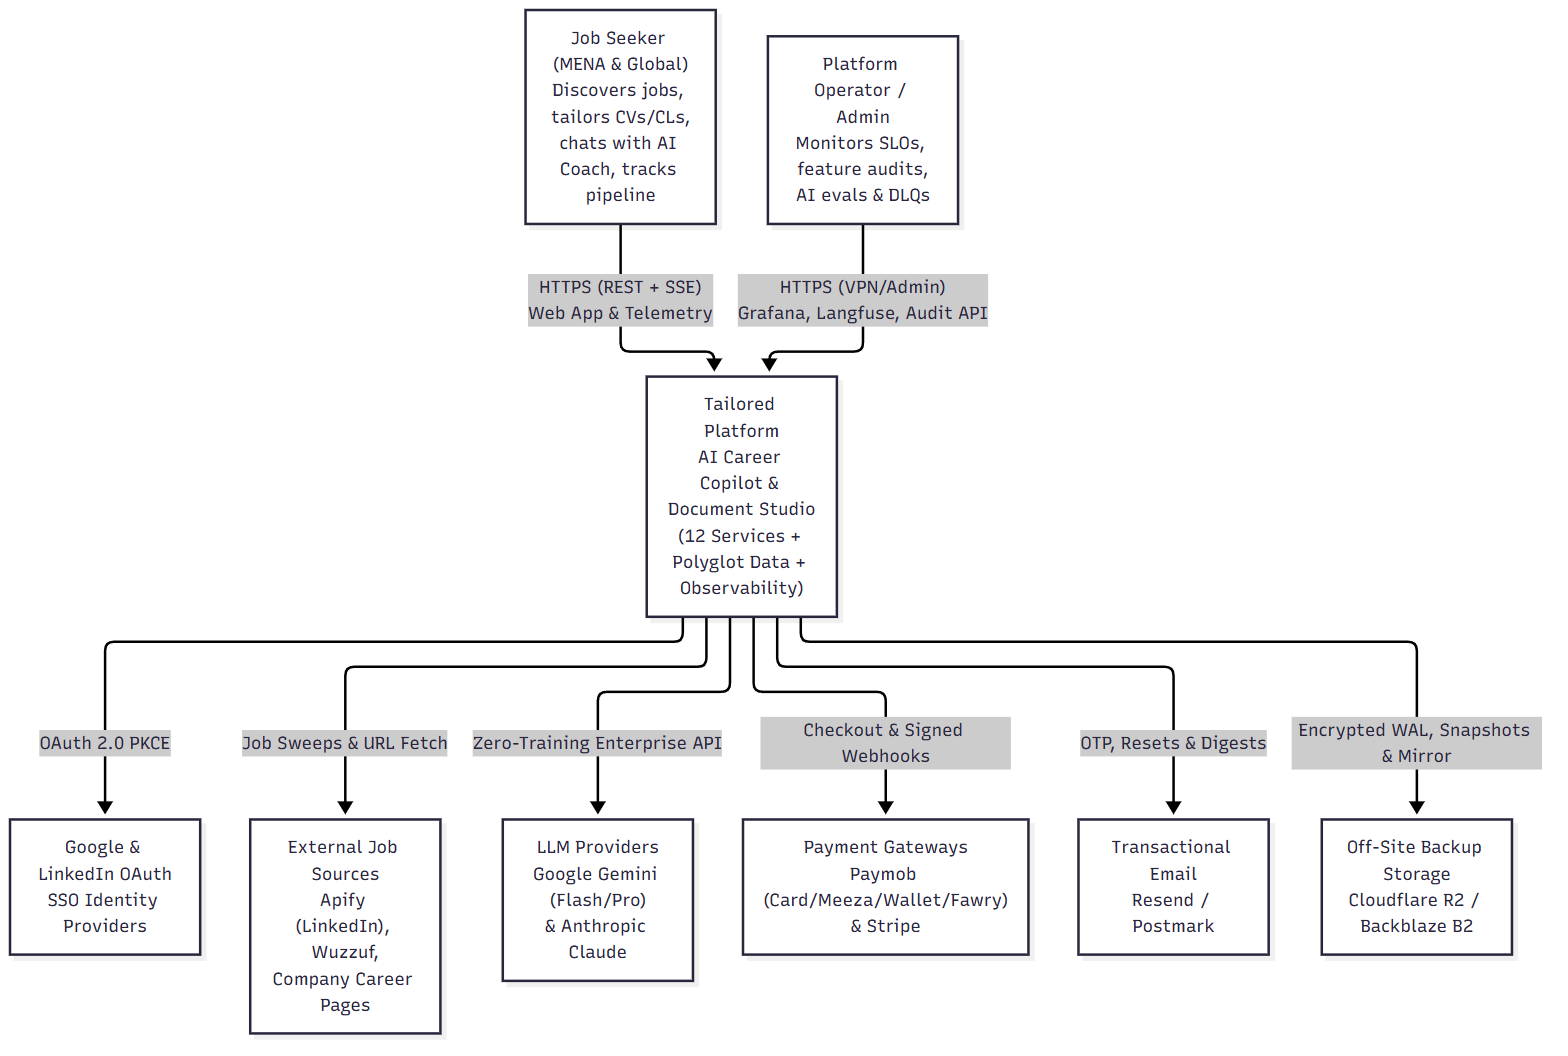 Job Seeker
(MENA & Global)
Discovers jobs,
tailors CVs/CLs,
chats with AI
Coach, tracks
pipeline
Platform
Operator /
Admin
Monitors SLOs,
feature audits,
AI evals & DLQs
HTTPS (REST + SSE)
Web App & Telemetry
HTTPS (VPN/Admin)
Grafana, Langfuse, Audit API
Tailored
Platform
AI Career
Copilot &
Document Studio
(12 Services +
Polyglot Data +
Observability)
OAuth 2.0 PKCE
Job Sweeps & URL Fetch
Zero-Training Enterprise API
Checkout & Signed
Webhooks
OTP, Resets & Digests
Encrypted WAL, Snapshots
& Mirror
Google &
LinkedIn OAuth
SSO Identity
Providers
External Job
Sources
Apify
(LinkedIn),
Wuzzuf,
Company Career
Pages
LLM Providers
Google Gemini
(Flash/Pro)
& Anthropic
Claude
Payment Gateways
Paymob
(Card/Meeza/Wallet/Fawry)
& Stripe
Transactional
Email
Resend /
Postmark
Off-Site Backup
Storage
Cloudflare R2 /
Backblaze B2